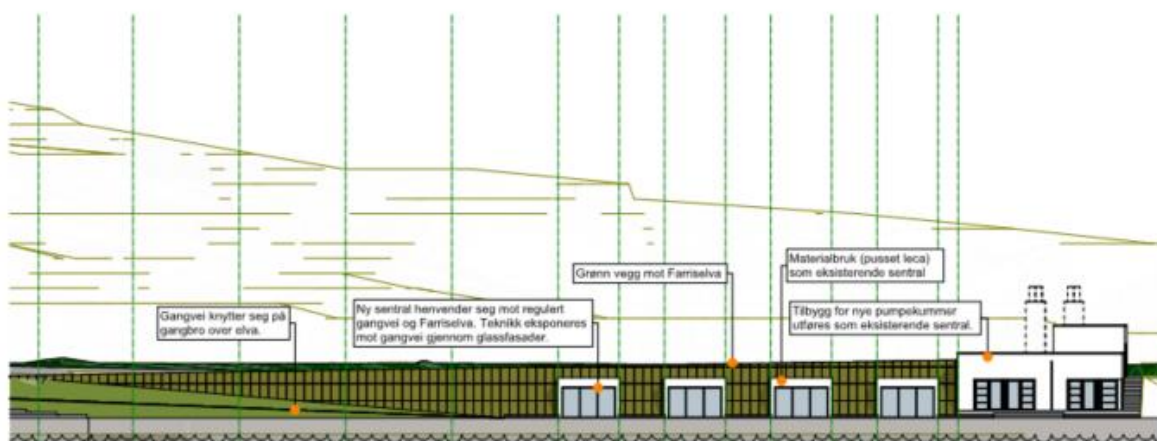 Materialbruk (pusset leca)
som eksisterende sentral
Grønn vegg mot Farriselva
Ny sentral henvender seg mot regulert
gangvei og Farriselva. Teknikk eksponeres
mot gangvei gjennom glassfasader.
Tilbygg for nye pumpekummer
utføres som eksisterende sentral.
Gangvei knytter seg på
gangbro over elva.